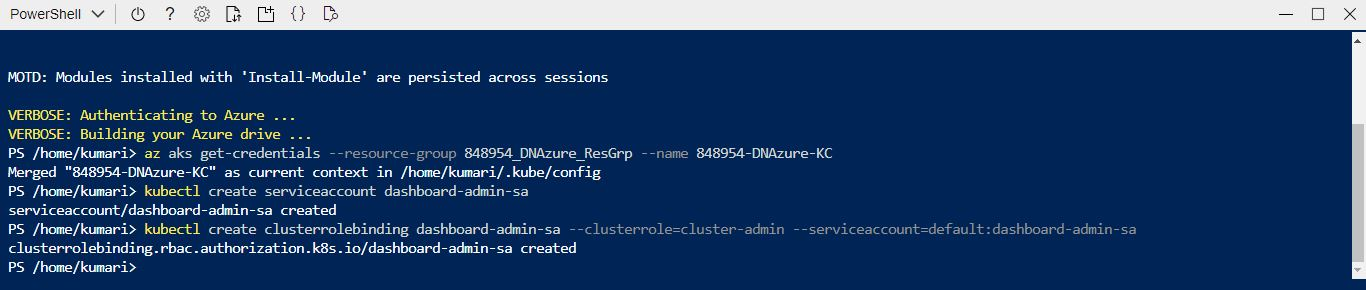 PowerShell
MOTD: Modules installed with 'Install-Module' are persisted across sessions
VERBOSE: Authenticating to Azure ...
VERBOSE: Building your Azure drive ...
PS /home/kumari> az aks get-credentials --resource-group 848954_DNAzure_ResGrp --name 848954-DNAzure-KC
Merged "848954-DNAzure-KC" as current context in /home/kumari/.kube/config
PS /home/kumari> kubectl create serviceaccount dashboard-admin-sa
serviceaccount/dashboard-admin-sa created
PS /home/kumari> kubectl create clusterrolebinding dashboard-admin-sa --clusterrole=cluster-admin --serviceaccount=default:dashboard-admin-sa
clusterrolebinding.rbac.authorization.k8s.io/dashboard-admin-sa created
PS /home/kumari>